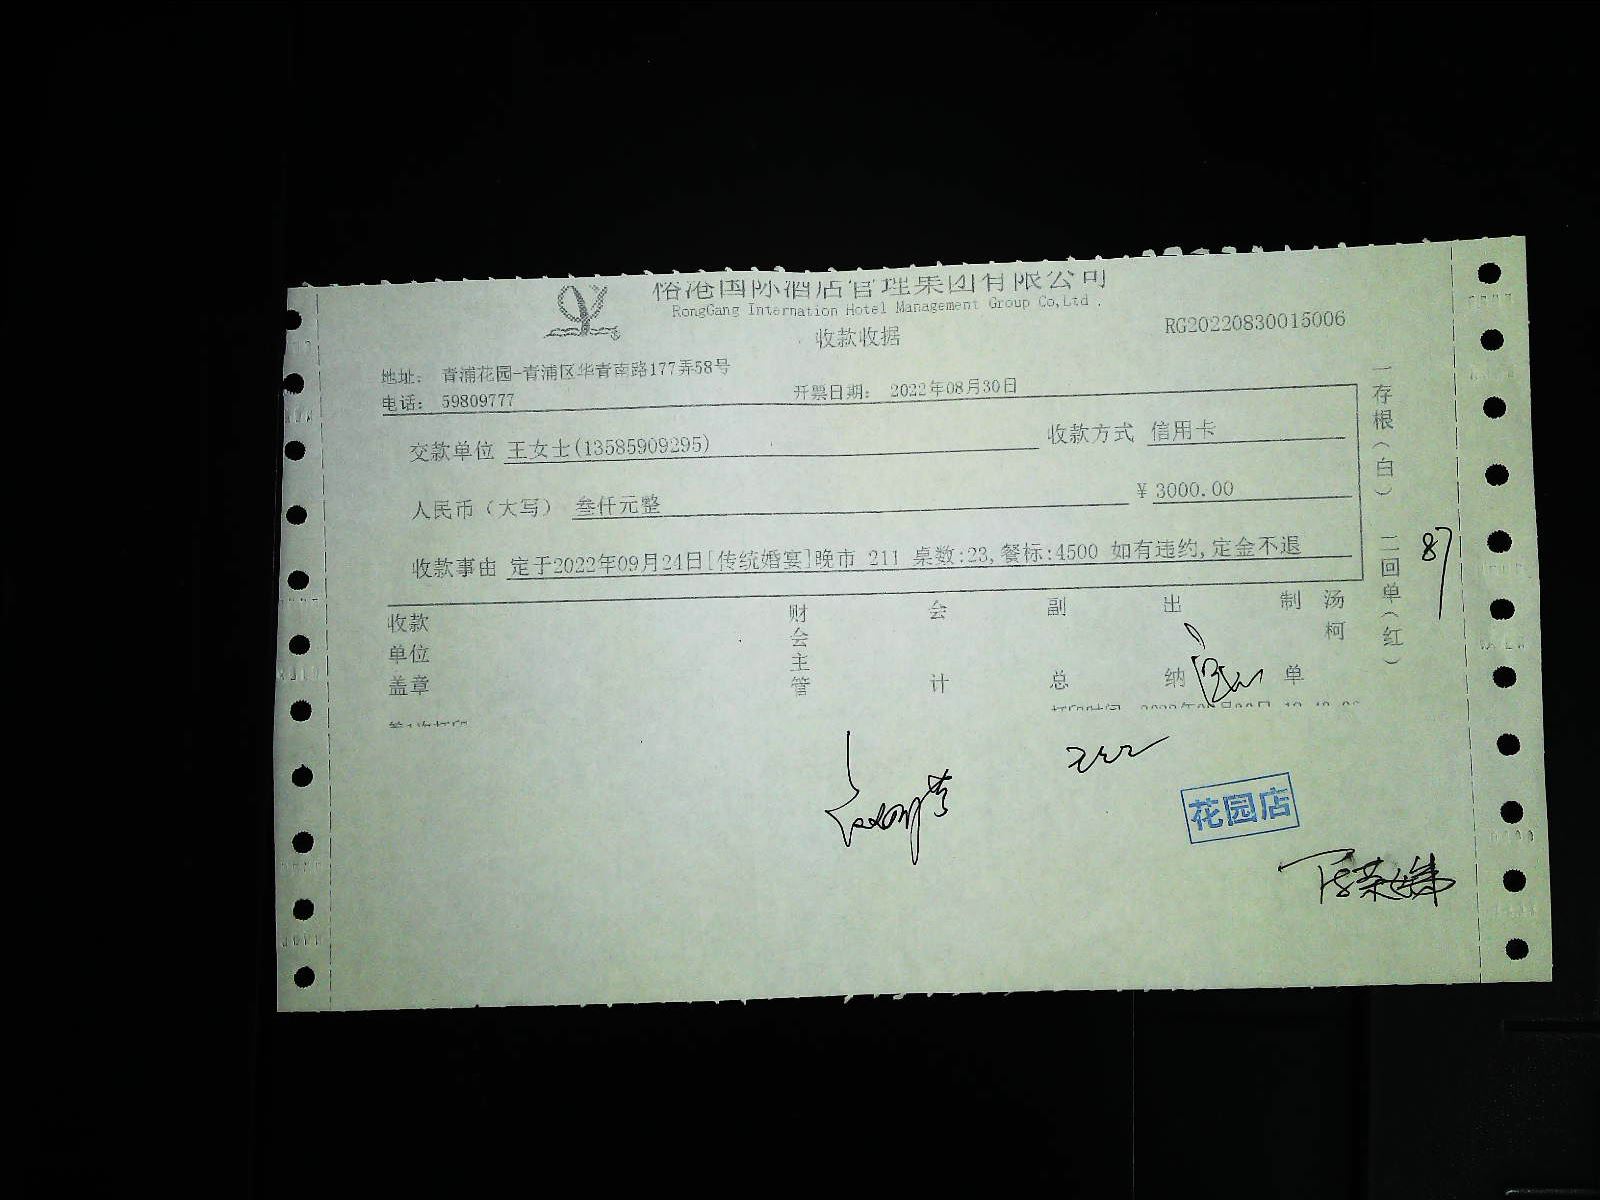 国际酒店管理集团有限公司
RongGang Internation Hotel Management Group Co,Ltd .
收款收据
RG20220830015006
地址: 青浦花园-青浦区华青南路177弄58号
电话: 59809777
开票日期: 2022年08月30日
交款单位 王女士(13585909295)
收款方式 信用卡
人民币（大写） 叁仟元整
¥ 3000.00
收款事由 定于2022年09月24日[传统婚宴]晚市 211 桌数:23,餐标:4500 如有违约,定金不退
收款单位盖章
财会主管
会计
副总
出纳
制单
汤柯
一存根（白）
二回单（红）
87
花园店